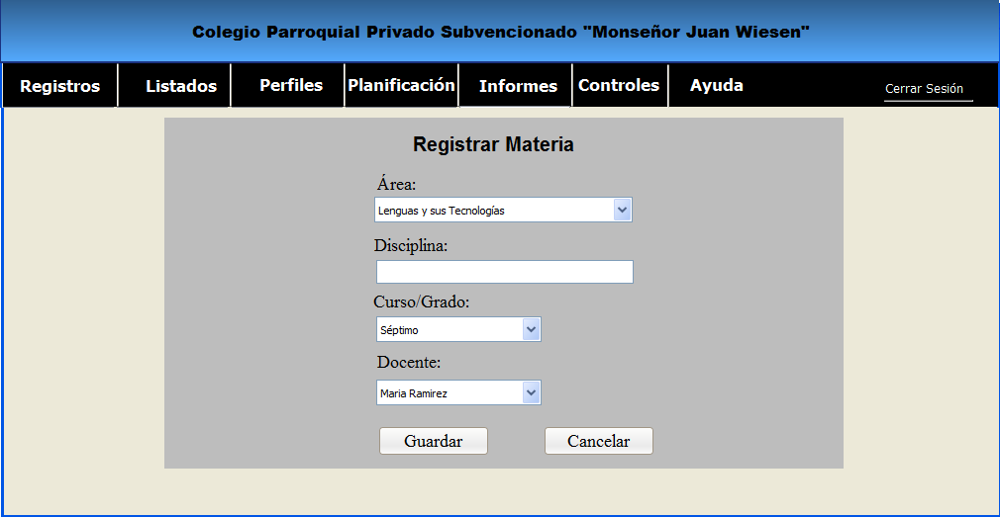 Colegio Parroquial Privado Subvencionado "Monseñor Juan Wiesen"
Registros Listados Perfiles Planificación Informes Controles Ayuda Cerrar Sesión
Registrar Materia
Área:
Lenguas y sus Tecnologías
Disciplina:
Curso/Grado:
Séptimo
Docente:
Maria Ramirez
Guardar Cancelar